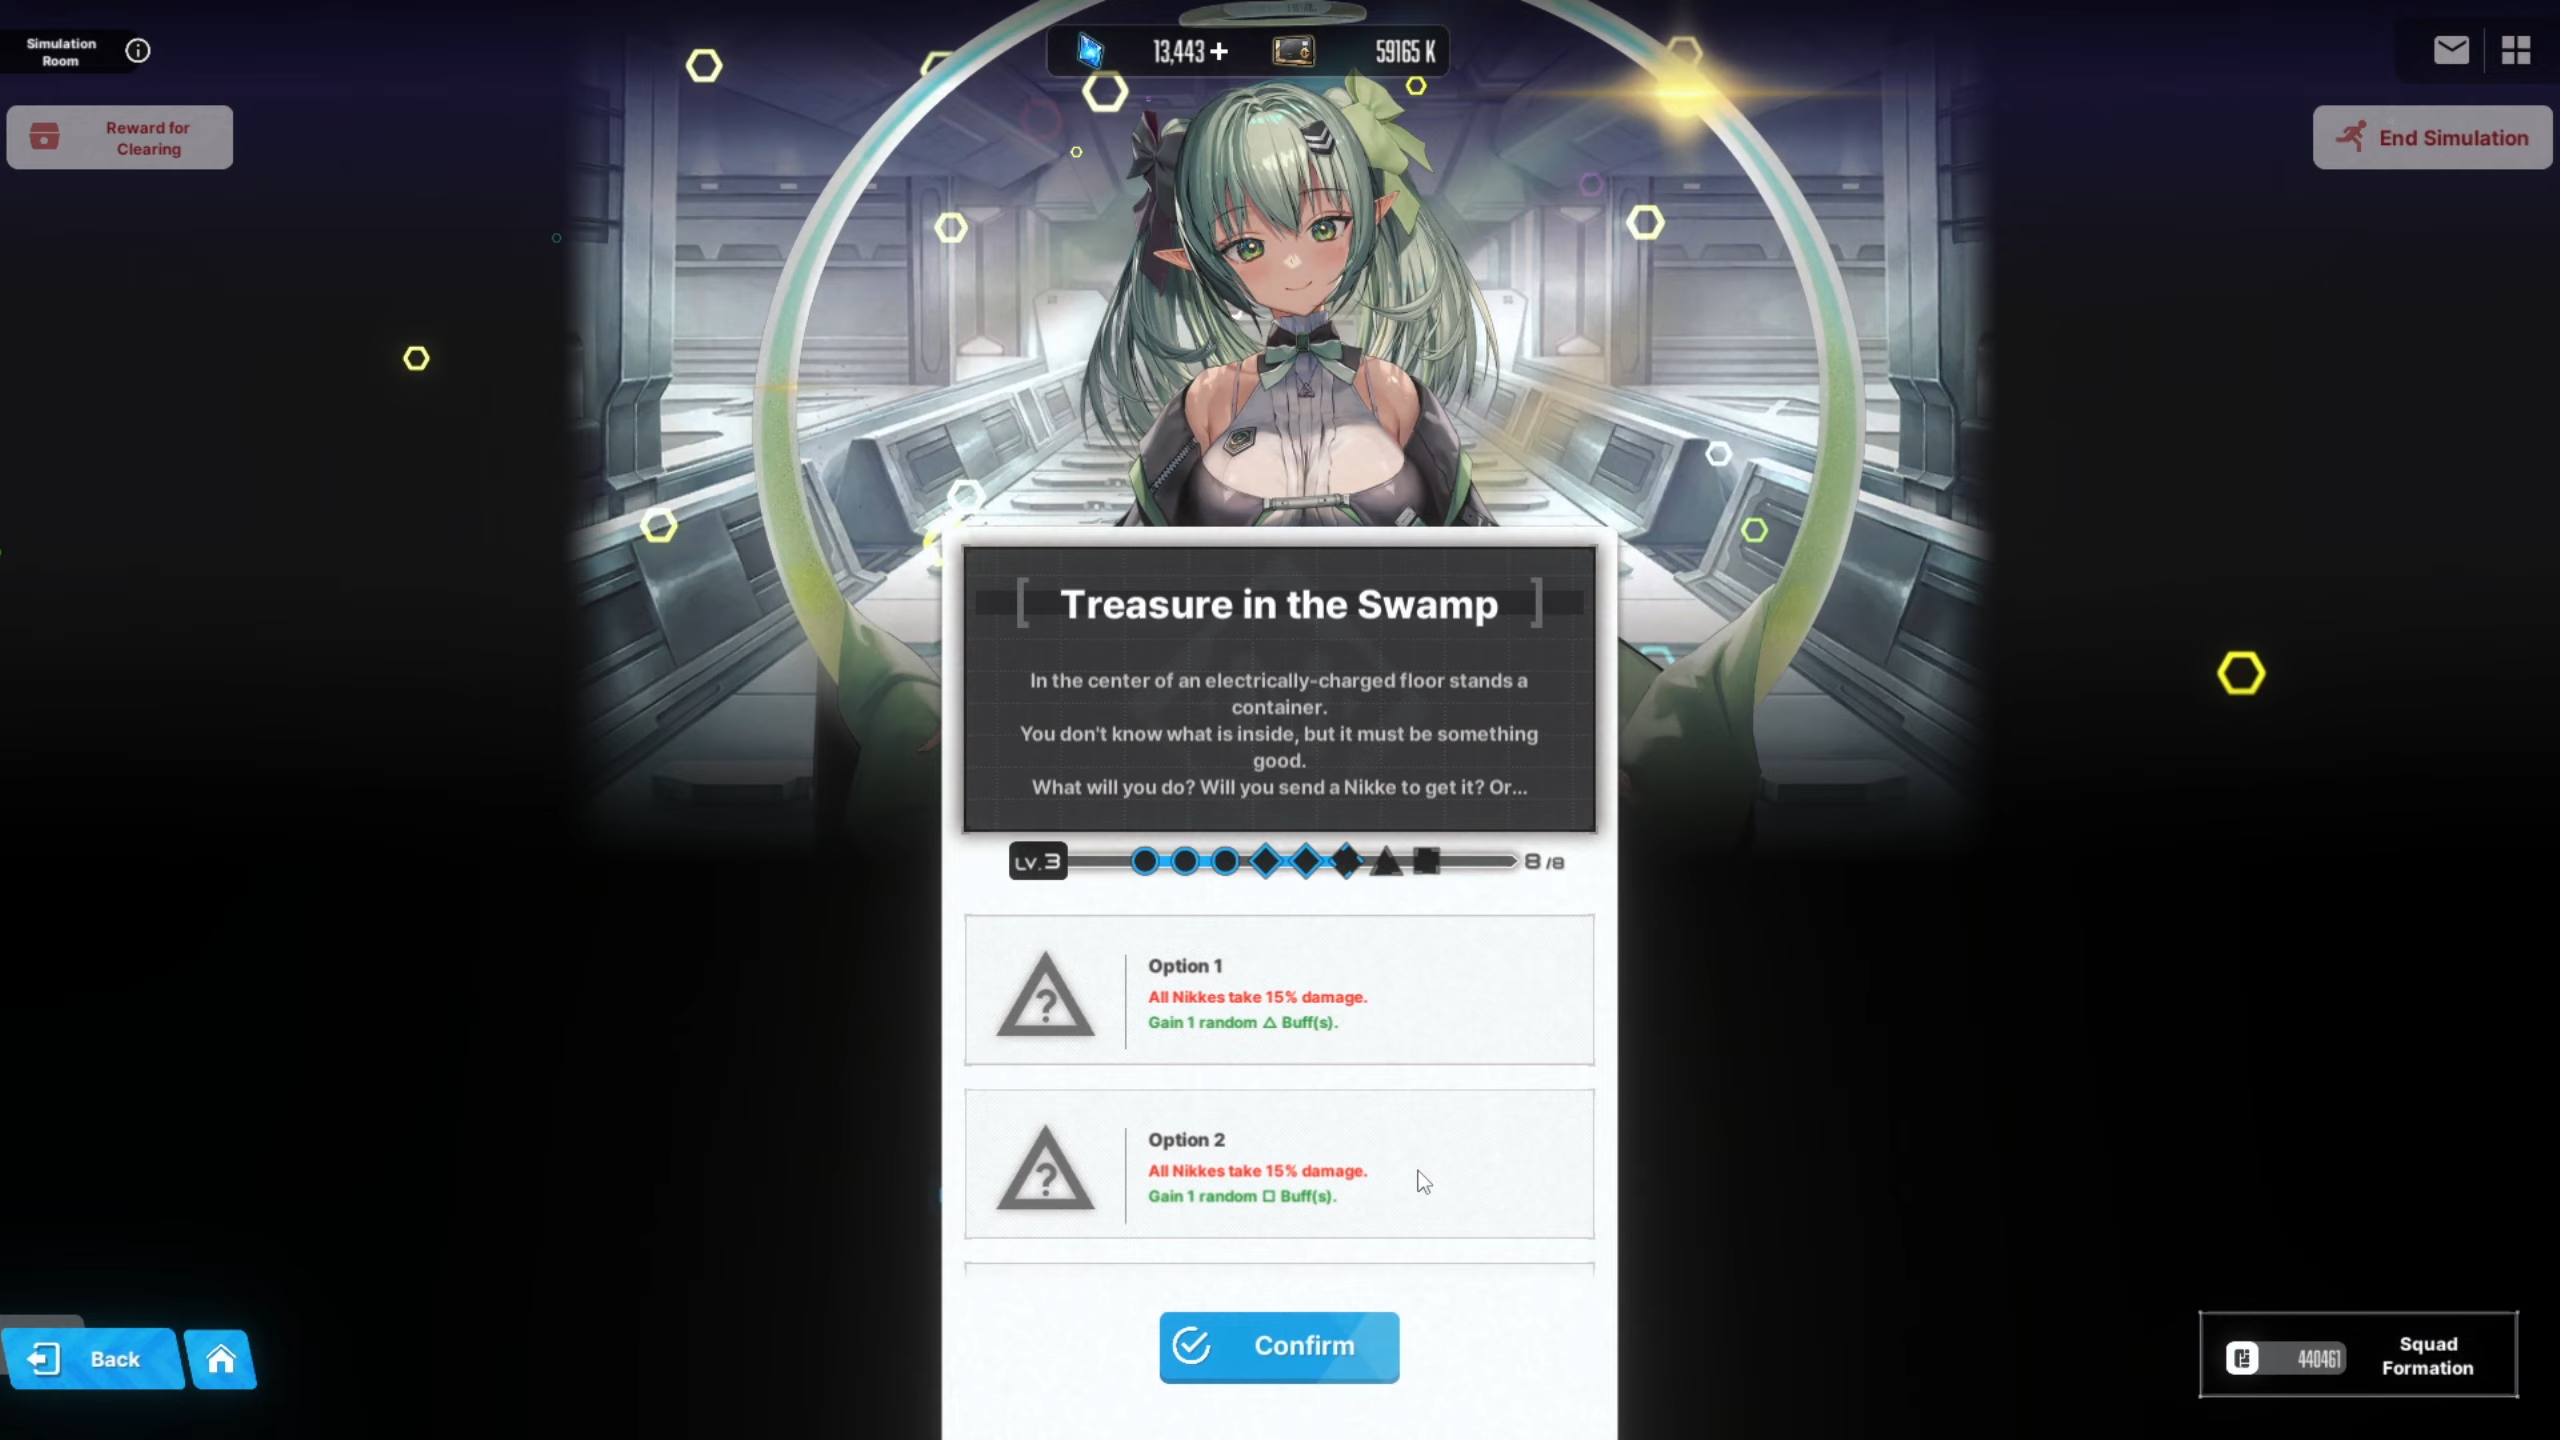 Simulation
Room
13,443
59165 K
Reward for
Clearing
End Simulation
Treasure in the Swamp
In the center of an electrically-charged floor stands a
container.
You don't know what is inside, but it must be something
good.
What will you do? Will you send a Nikke to get it? Or...
LV.3
8/8
Option 1
All Nikkes take 15% damage.
Gain 1 random △ Buff(s).
Option 2
All Nikkes take 15% damage.
Gain 1 random □ Buff(s).
Confirm
Back
440461
Squad
Formation